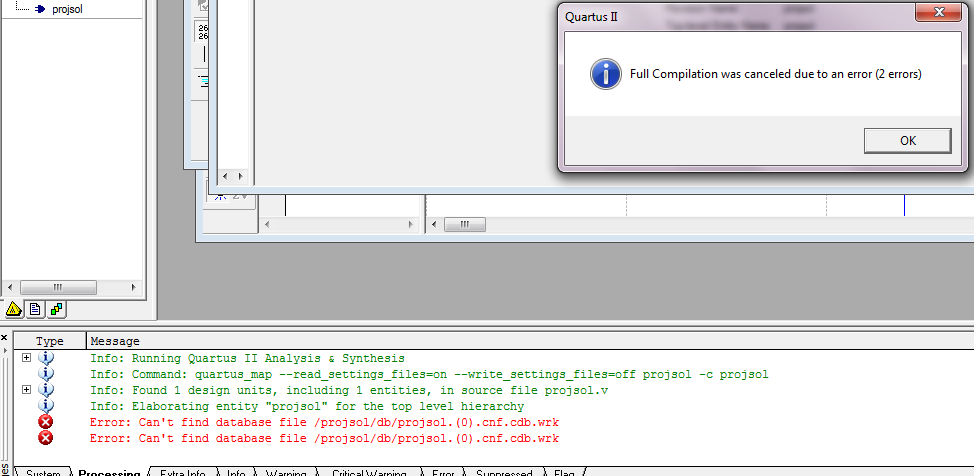 projsol
Quartus II
26
26
Full Compilation was canceled due to an error (2 errors)
OK
Type Message
Info: Running Quartus II Analysis & Synthesis
Info: Command: quartus_map --read_settings_files=on --write_settings_files=off projsol -c projsol
Info: Found 1 design units, including 1 entities, in source file projsol.v
Info: Elaborating entity "projsol" for the top level hierarchy
Error: Can't find database file /projsol/db/projsol.(0).cnf.cdb.wrk
Error: Can't find database file /projsol/db/projsol.(0).cnf.cdb.wrk
System Processing Extra Info Info Warning Critical Warning Error Suppressed Flag